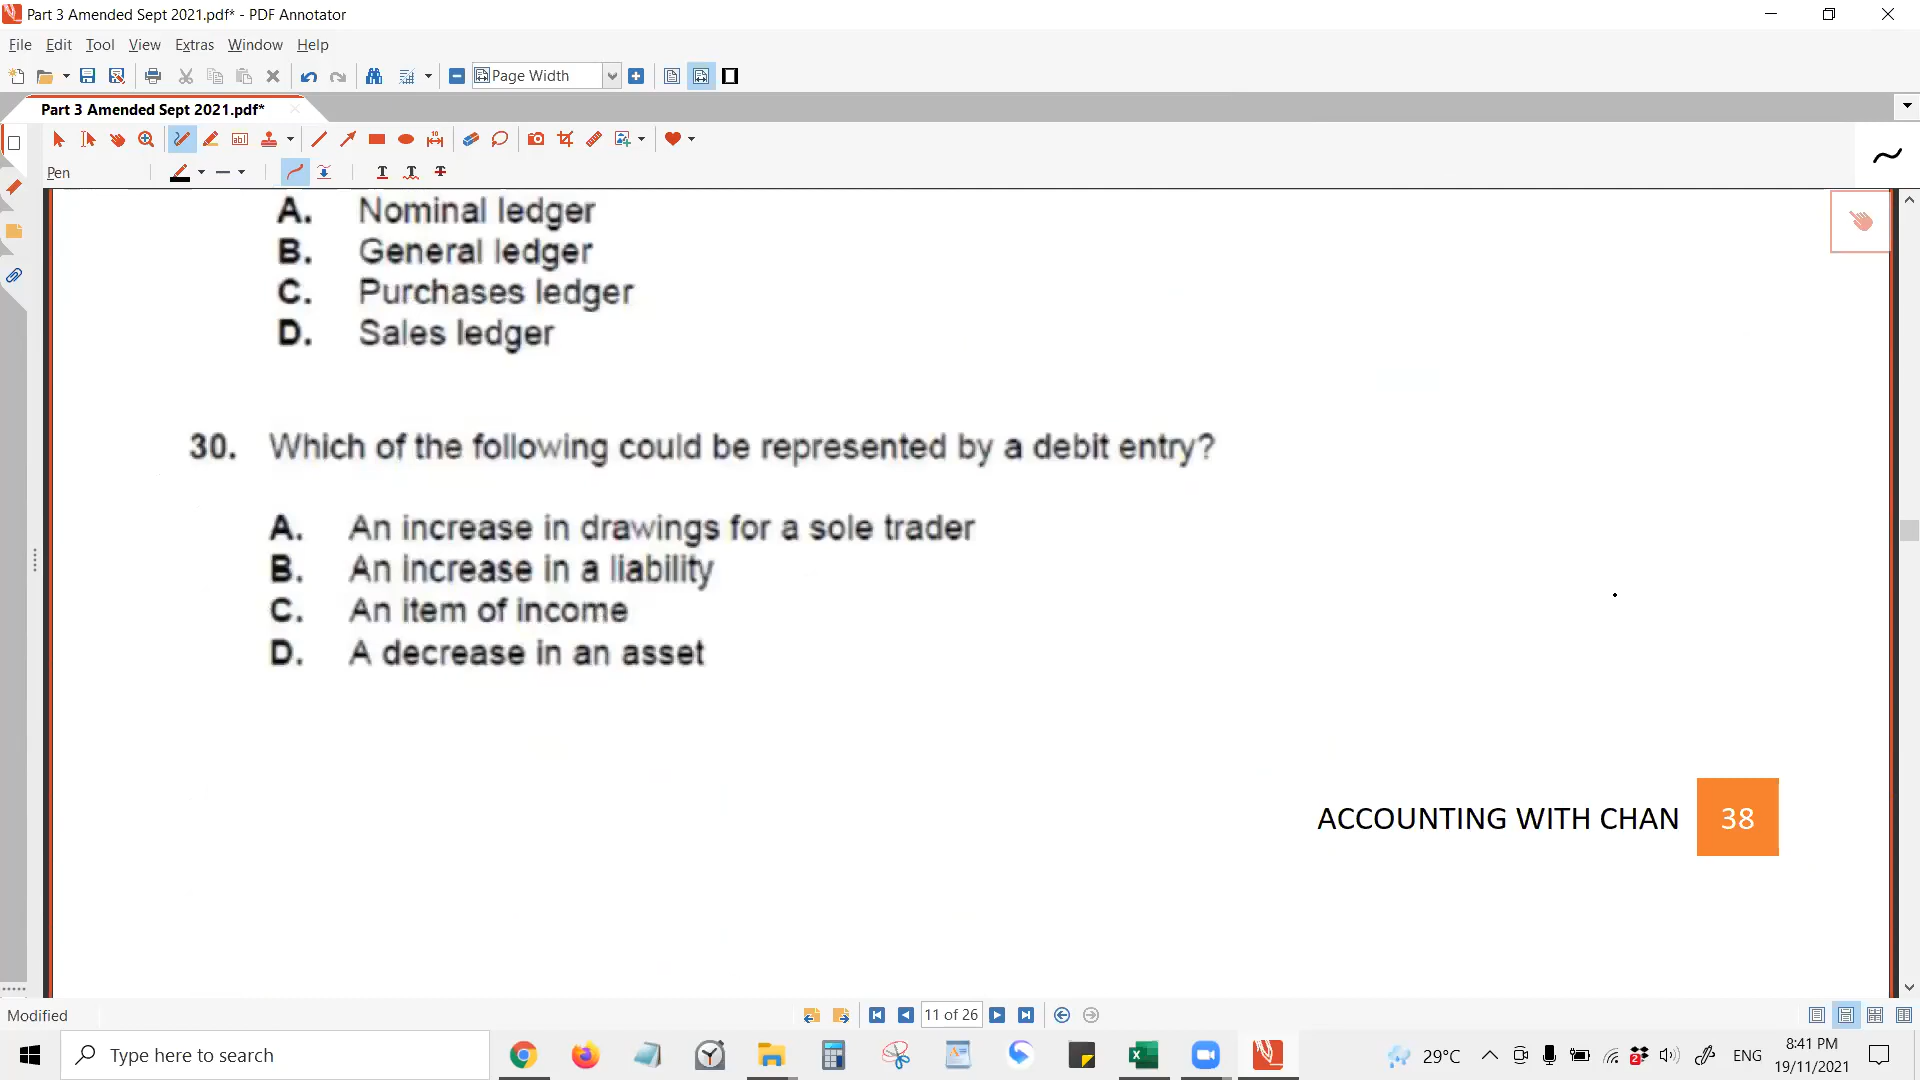 Part 3 Amended Sept 2021.pdf* - PDF Annotator
File Edit Tool View Extras Window Help
Page Width
Part 3 Amended Sept 2021.pdf*
Pen
A. Nominal ledger
B. General ledger
C. Purchases ledger
D. Sales ledger
30. Which of the following could be represented by a debit entry?
A. An increase in drawings for a sole trader
B. An increase in a liability
C. An item of income
D. A decrease in an asset
ACCOUNTING WITH CHAN 38
Modified
11 of 26
Type here to search
29°C
ENG
8:41 PM
19/11/2021